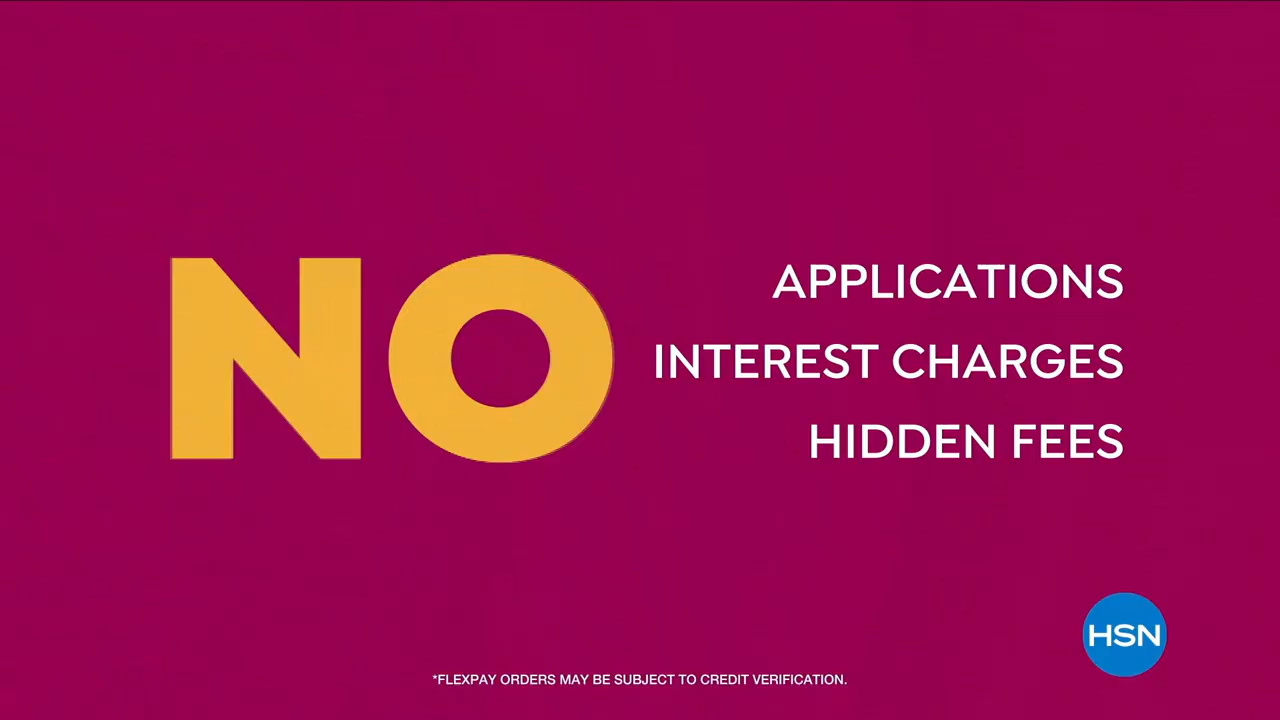 NO
APPLICATIONS
INTEREST CHARGES
HIDDEN FEES
HSN
*FLEXPAY ORDERS MAY BE SUBJECT TO CREDIT VERIFICATION.